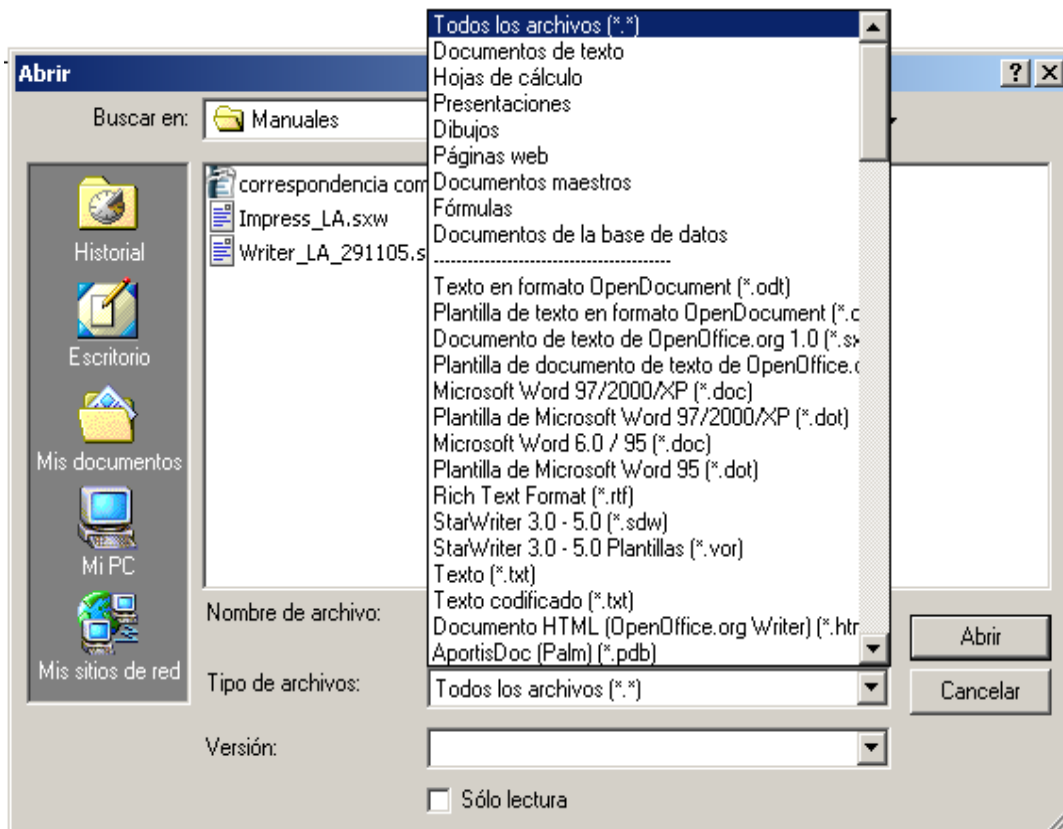 Abrir
Buscar en: Manuales
Historial
Escritorio
Mis documentos
Mi PC
Mis sitios de red
correspondencia com
Impress_LA.sxw
Writer_LA_291105.s
Todos los archivos (*.*)
Documentos de texto
Hojas de cálculo
Presentaciones
Dibujos
Páginas web
Documentos maestros
Fórmulas
Documentos de la base de datos
-------------------------------------------
Texto en formato OpenDocument (*.odt)
Plantilla de texto en formato OpenDocument (*.o
Documento de texto de OpenOffice.org 1.0 (*.sx
Plantilla de documento de texto de OpenOffice.o
Microsoft Word 97/2000/XP (*.doc)
Plantilla de Microsoft Word 97/2000/XP (*.dot)
Microsoft Word 6.0 / 95 (*.doc)
Plantilla de Microsoft Word 95 (*.dot)
Rich Text Format (*.rtf)
StarWriter 3.0 - 5.0 (*.sdw)
StarWriter 3.0 - 5.0 Plantillas (*.vor)
Texto (*.txt)
Texto codificado (*.txt)
Documento HTML (OpenOffice.org Writer) (*.htm
AportisDoc (Palm) (*.pdb)
Nombre de archivo:
Abrir
Tipo de archivos: Todos los archivos (*.*)
Cancelar
Versión:
Sólo lectura